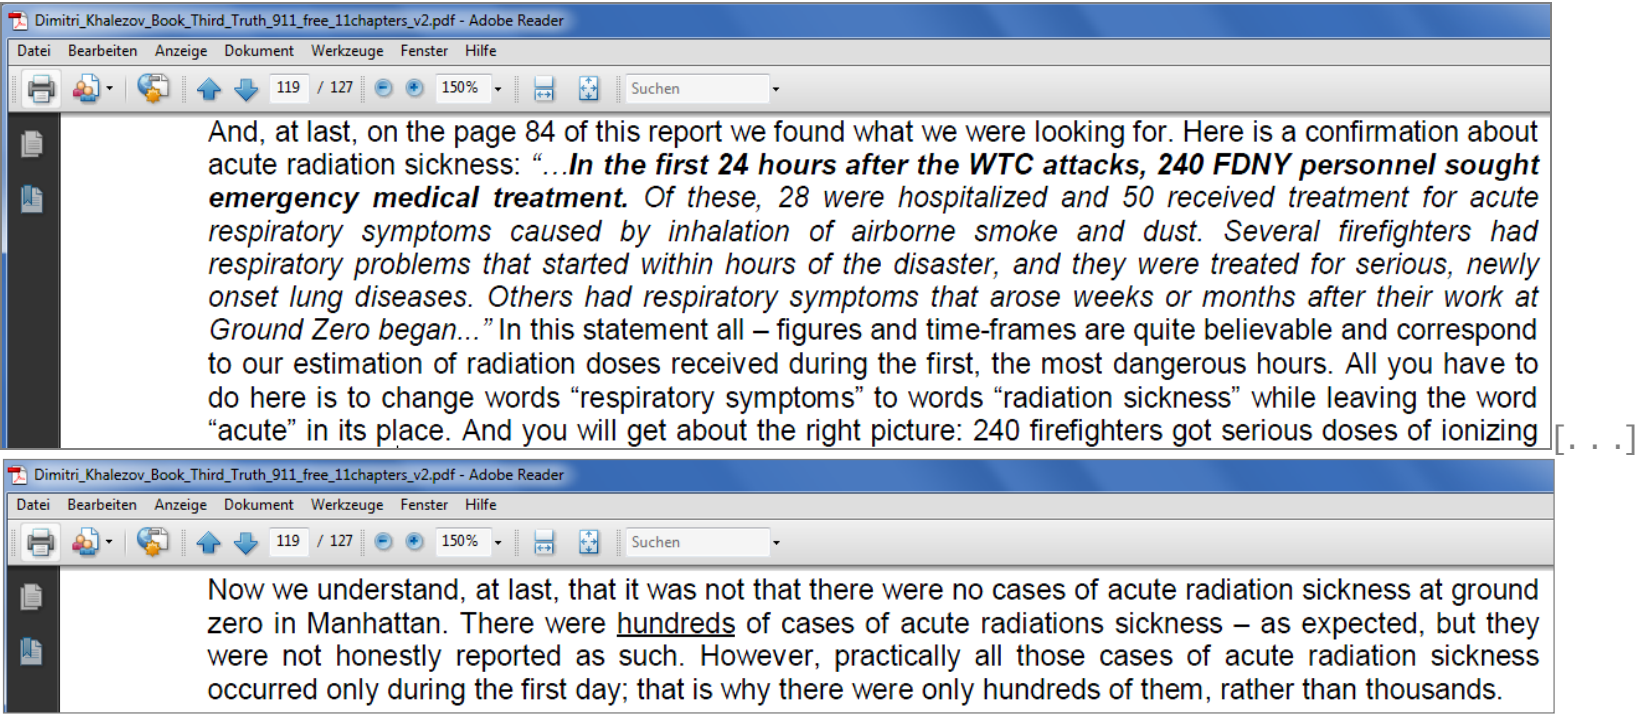 Dimitri_Khalezov_Book_Third_Truth_911_free_11chapters_v2.pdf - Adobe Reader
Datei Bearbeiten Anzeige Dokument Werkzeuge Fenster Hilfe
119 / 127 150% Suchen
And, at last, on the page 84 of this report we found what we were looking for. Here is a confirmation about
acute radiation sickness: “…In the first 24 hours after the WTC attacks, 240 FDNY personnel sought
emergency medical treatment. Of these, 28 were hospitalized and 50 received treatment for acute
respiratory symptoms caused by inhalation of airborne smoke and dust. Several firefighters had
respiratory problems that started within hours of the disaster, and they were treated for serious, newly
onset lung diseases. Others had respiratory symptoms that arose weeks or months after their work at
Ground Zero began...” In this statement all – figures and time-frames are quite believable and correspond
to our estimation of radiation doses received during the first, the most dangerous hours. All you have to
do here is to change words “respiratory symptoms” to words “radiation sickness” while leaving the word
“acute” in its place. And you will get about the right picture: 240 firefighters got serious doses of ionizing
[...]
Dimitri_Khalezov_Book_Third_Truth_911_free_11chapters_v2.pdf - Adobe Reader
Datei Bearbeiten Anzeige Dokument Werkzeuge Fenster Hilfe
119 / 127 150% Suchen
Now we understand, at last, that it was not that there were no cases of acute radiation sickness at ground
zero in Manhattan. There were hundreds of cases of acute radiations sickness – as expected, but they
were not honestly reported as such. However, practically all those cases of acute radiation sickness
occurred only during the first day; that is why there were only hundreds of them, rather than thousands.